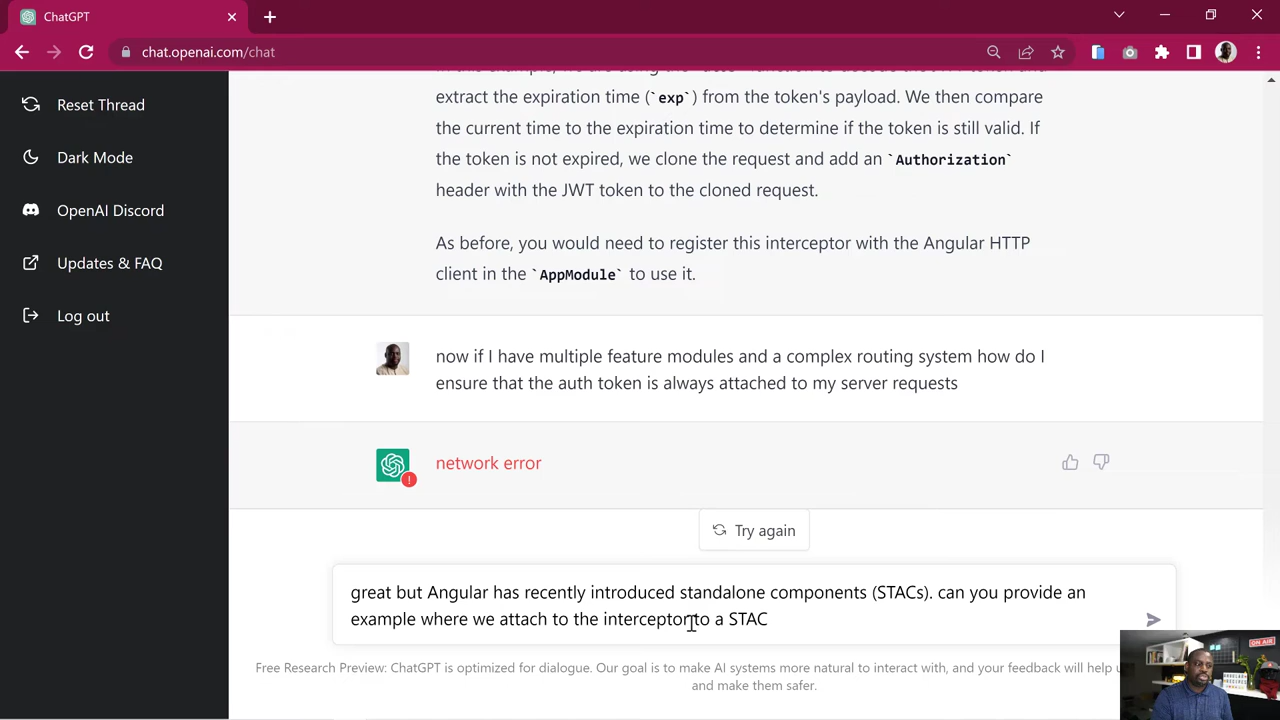 ChatGPT
chat.openai.com/chat
Reset Thread
Dark Mode
OpenAI Discord
Updates & FAQ
Log out
extract the expiration time (`exp`) from the token's payload. We then compare
the current time to the expiration time to determine if the token is still valid. If
the token is not expired, we clone the request and add an `Authorization`
header with the JWT token to the cloned request.
As before, you would need to register this interceptor with the Angular HTTP
client in the `AppModule` to use it.
now if I have multiple feature modules and a complex routing system how do I
ensure that the auth token is always attached to my server requests
network error
Try again
great but Angular has recently introduced standalone components (STACs). can you provide an
example where we attach to the interceptor to a STAC
Free Research Preview: ChatGPT is optimized for dialogue. Our goal is to make AI systems more natural to interact with, and your feedback will help
and make them safer.
ON AIR